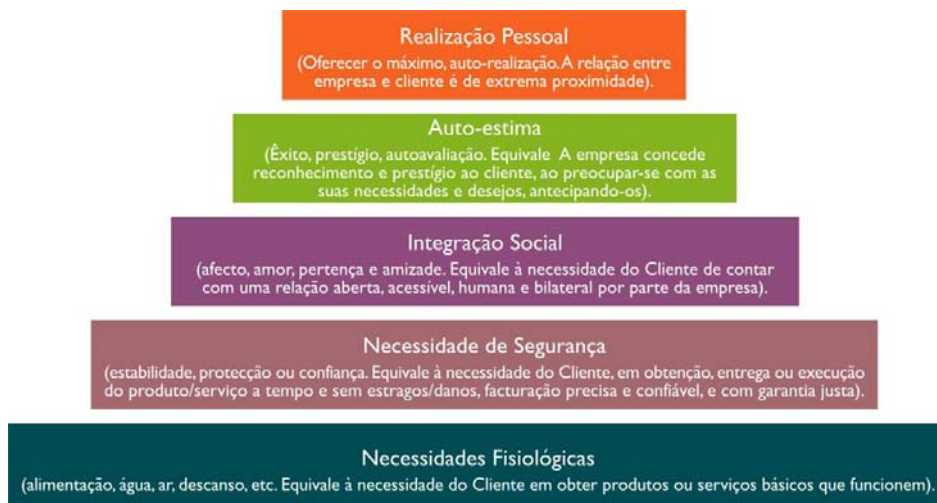 Realização Pessoal
(Oferecer o máximo, auto-realização. A relação entre
empresa e cliente é de extrema proximidade).
Auto-estima
(Êxito, prestígio, autoavaliação. Equivale A empresa concede
reconhecimento e prestígio ao cliente, ao preocupar-se com as
suas necessidades e desejos, antecipando-os).
Integração Social
(afecto, amor, pertença e amizade. Equivale à necessidade do Cliente de contar
com uma relação aberta, acessível, humana e bilateral por parte da empresa).
Necessidade de Segurança
(estabilidade, protecção ou confiança. Equivale à necessidade do Cliente, em obtenção, entrega ou execução
do produto/serviço a tempo e sem estragos/danos, facturação precisa e confiável, e com garantia justa).
Necessidades Fisiológicas
(alimentação, água, ar, descanso, etc. Equivale à necessidade do Cliente em obter produtos ou serviços básicos que funcionem).